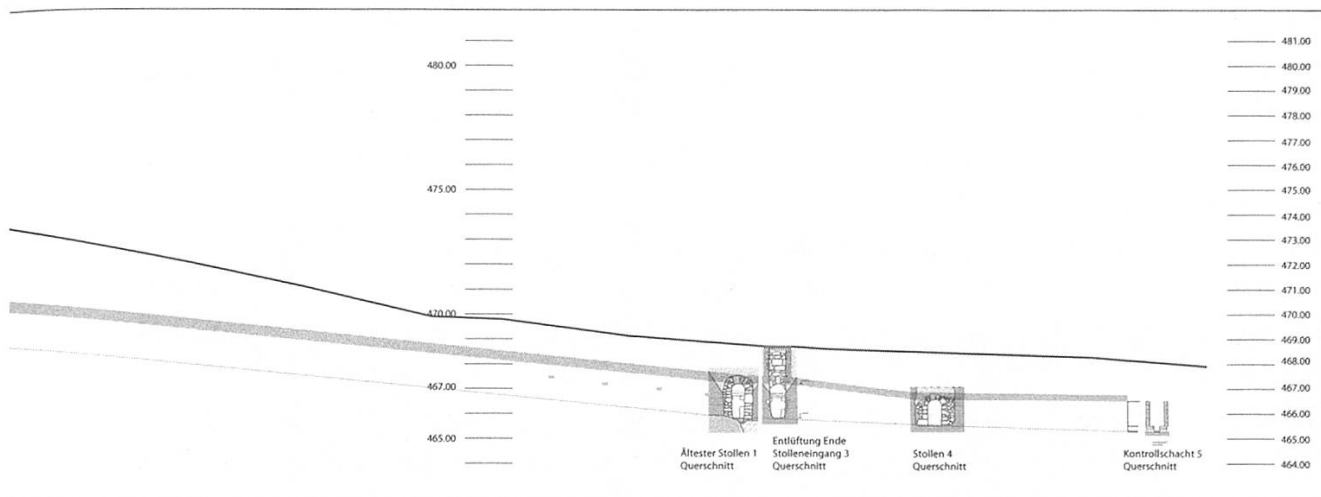 480.00
475.00
470.00
467.00
465.00
Ältester Stollen 1
Querschnitt
Entlüftung Ende
Stolleneingang 3
Querschnitt
Stollen 4
Querschnitt
Kontrollschacht 5
Querschnitt
481.00
480.00
479.00
478.00
477.00
476.00
475.00
474.00
473.00
472.00
471.00
470.00
469.00
468.00
467.00
466.00
465.00
464.00